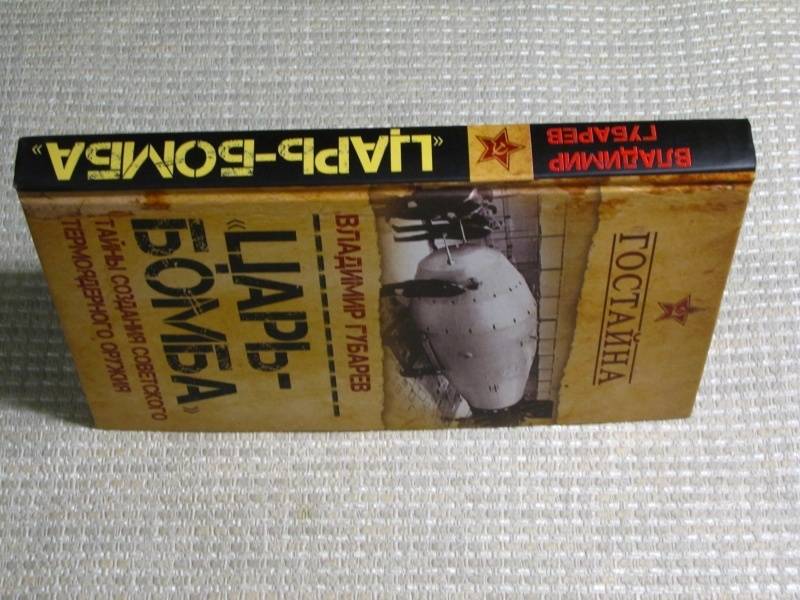 «ЦАРЬ-БОМБА»
ВЛАДИМИР
ГУБАРЕВ
ГОСТАЙНА
ВЛАДИМИР ГУБАРЕВ
«ЦАРЬ-
БОМБА»
ТАЙНЫ СОЗДАНИЯ СОВЕТСКОГО
ТЕРМОЯДЕРНОГО ОРУЖИЯ